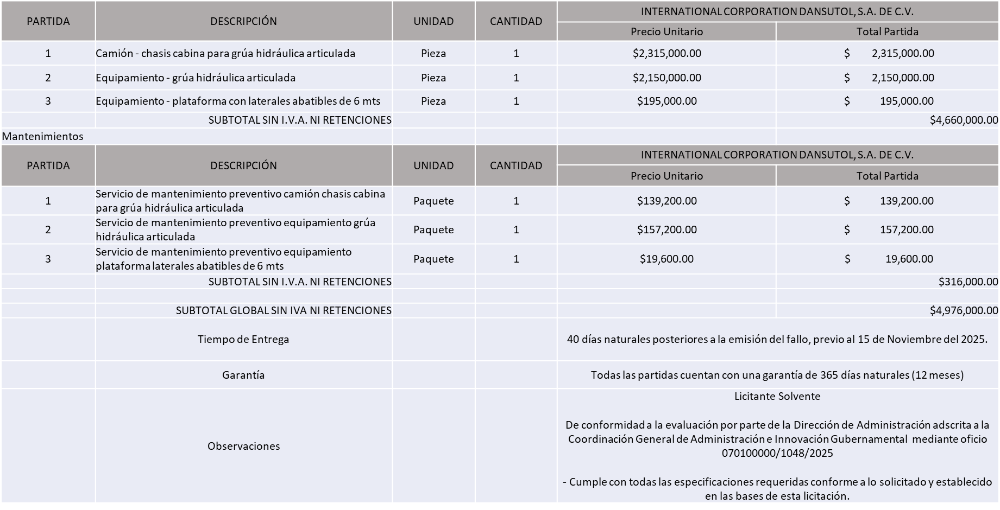 PARTIDA DESCRIPCIÓN UNIDAD CANTIDAD INTERNATIONAL CORPORATION DANSUTOL, S.A. DE C.V.
Precio Unitario Total Partida
1 Camión - chasis cabina para grúa hidráulica articulada Pieza 1 $2,315,000.00 $ 2,315,000.00
2 Equipamiento - grúa hidráulica articulada Pieza 1 $2,150,000.00 $ 2,150,000.00
3 Equipamiento - plataforma con laterales abatibles de 6 mts Pieza 1 $195,000.00 $ 195,000.00
SUBTOTAL SIN I.V.A. NI RETENCIONES $4,660,000.00
Mantenimientos
PARTIDA DESCRIPCIÓN UNIDAD CANTIDAD INTERNATIONAL CORPORATION DANSUTOL, S.A. DE C.V.
Precio Unitario Total Partida
1 Servicio de mantenimiento preventivo camión chasis cabina
para grúa hidráulica articulada Paquete 1 $139,200.00 $ 139,200.00
2 Servicio de mantenimiento preventivo equipamiento grúa
hidráulica articulada Paquete 1 $157,200.00 $ 157,200.00
3 Servicio de mantenimiento preventivo equipamiento
plataforma laterales abatibles de 6 mts Paquete 1 $19,600.00 $ 19,600.00
SUBTOTAL SIN I.V.A. NI RETENCIONES $316,000.00
SUBTOTAL GLOBAL SIN IVA NI RETENCIONES $4,976,000.00
Tiempo de Entrega 40 días naturales posteriores a la emisión del fallo, previo al 15 de Noviembre del 2025.
Garantía Todas las partidas cuentan con una garantía de 365 días naturales (12 meses)
Observaciones
Licitante Solvente
De conformidad a la evaluación por parte de la Dirección de Administración adscrita a la
Coordinación General de Administración e Innovación Gubernamental mediante oficio
070100000/1048/2025
- Cumple con todas las especificaciones requeridas conforme a lo solicitado y establecido
en las bases de esta licitación.